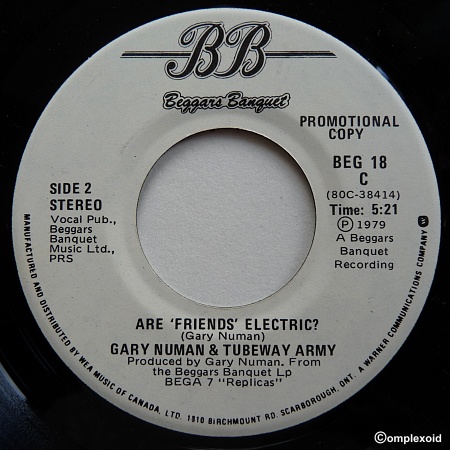 BB
Beggars Banquet
PROMOTIONAL
COPY
BEG 18
C
(80C-38414)
Time: 5:21
Ⓟ 1979
A Beggars
Banquet
Recording
SIDE 2
STEREO
Vocal Pub.,
Beggars
Banquet
Music Ltd.,
PRS
ARE 'FRIENDS' ELECTRIC?
(Gary Numan)
GARY NUMAN & TUBEWAY ARMY
Produced by Gary Numan. From
the Beggars Banquet Lp
BEGA 7 "Replicas"
MANUFACTURED AND DISTRIBUTED BY WEA MUSIC OF CANADA, LTD. 1810 BIRCHMOUNT RD. SCARBOROUGH, ONT. A WARNER COMMUNICATIONS COMPANY W
©omplexoid